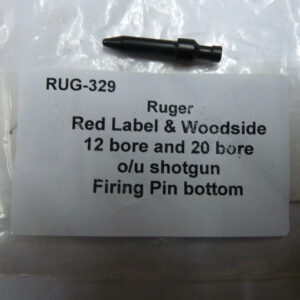 RUG-329
Ruger
Red Label & Woodside
12 bore and 20 bore
o/u shotgun
Firing Pin bottom